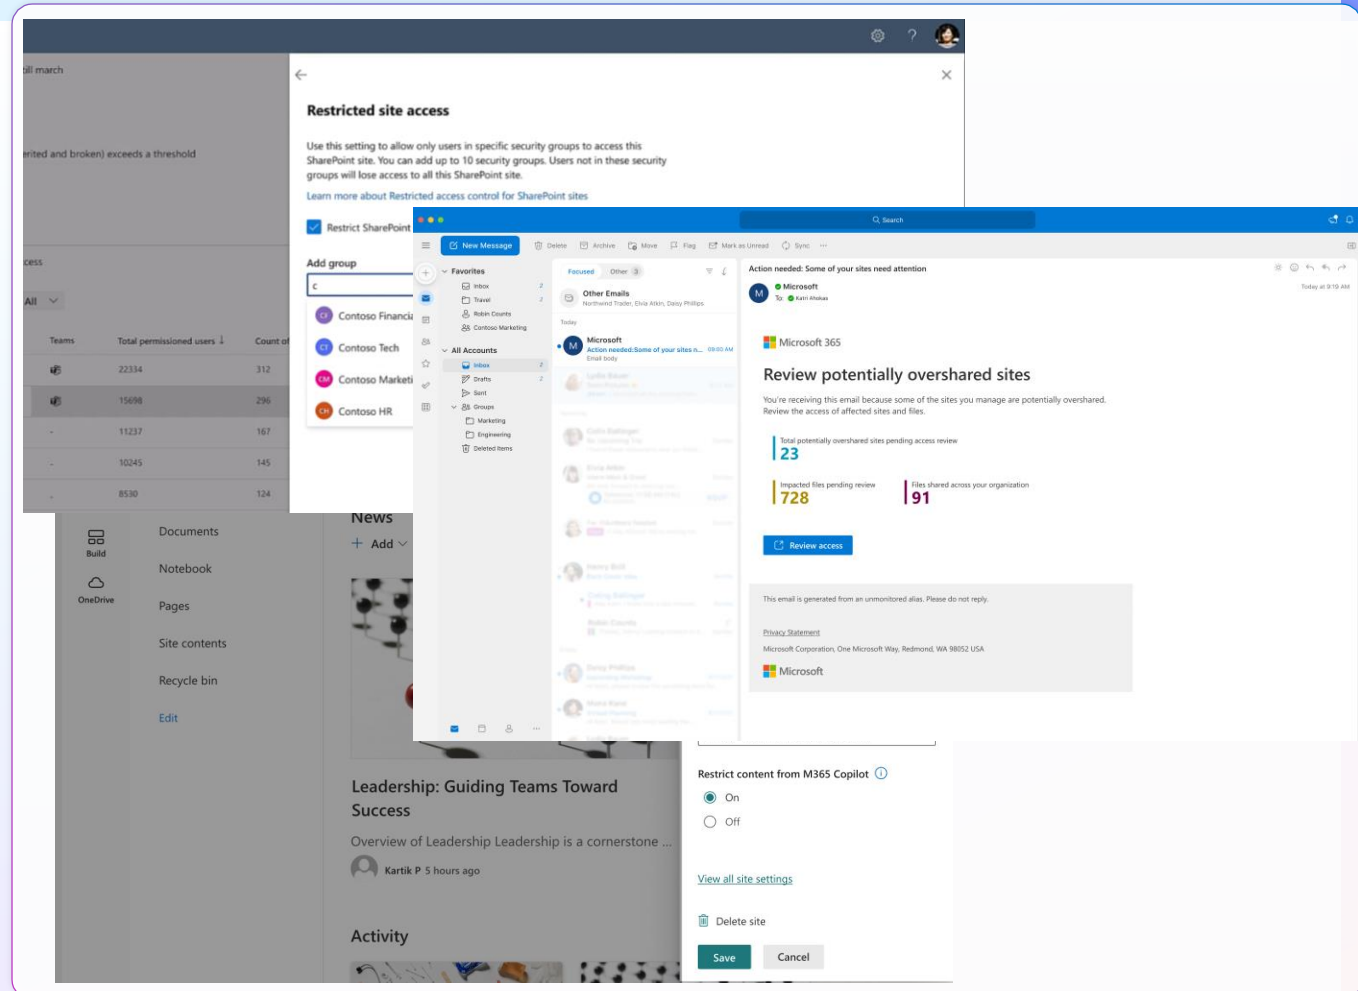 till march
Restricted site access
erited and broken) exceeds a threshold
Use this setting to allow only users in specific security groups to access this
SharePoint site. You can add up to 10 security groups. Users not in these security
groups will lose access to all this SharePoint site.
Learn more about Restricted access control for SharePoint sites
Restrict SharePoint
Add group
c
Contoso Financia
Contoso Tech
Contoso Marketi
Contoso HR
All
Teams Total permissioned users ↓ Count of
22334 312
15698 296
- 11237 167
- 10245 145
- 8530 124
Search
New Message Delete Archive Move Flag Mark as Unread Sync ...
Favorites
Inbox 2
Travel 2
Robin Counts
Contoso Marketing
All Accounts
Inbox 2
Drafts 2
Sent
Groups
Marketing
Engineering
Deleted Items
Focused Other 3
Other Emails
Northwind Trader, Elvia Atkin, Daisy Phillips
Today
M Microsoft
Action needed:Some of your sites n...
Email body
Action needed: Some of your sites need attention
M Microsoft
To: Katri Ahokas
Today at 9:19 AM
Microsoft 365
Review potentially overshared sites
You're receiving this email because some of the sites you manage are potentially overshared.
Review the access of affected sites and files.
Total potentially overshared sites pending access review
23
Impacted files pending review
728
Files shared across your organization
91
Review access
This email is generated from an unmonitored alias. Please do not reply.
Privacy Statement
Microsoft Corporation, One Microsoft Way, Redmond, WA 98052 USA
Microsoft
Build
OneDrive
Documents
Notebook
Pages
Site contents
Recycle bin
Edit
News
+ Add
Leadership: Guiding Teams Toward
Success
Overview of Leadership Leadership is a cornerstone ...
Kartik P 5 hours ago
Activity
Restrict content from M365 Copilot
On
Off
View all site settings
Delete site
Save Cancel